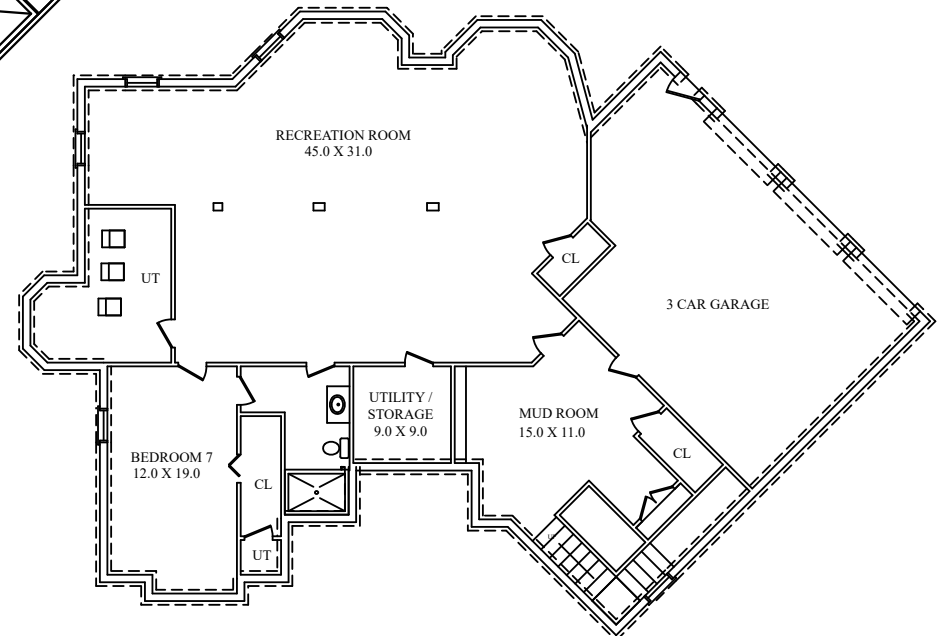 RECREATION ROOM
45.0 X 31.0
CL
UT
3 CAR GARAGE
UTILITY /
STORAGE
9.0 X 9.0
MUD ROOM
15.0 X 11.0
BEDROOM 7
12.0 X 19.0
CL
CL
UT